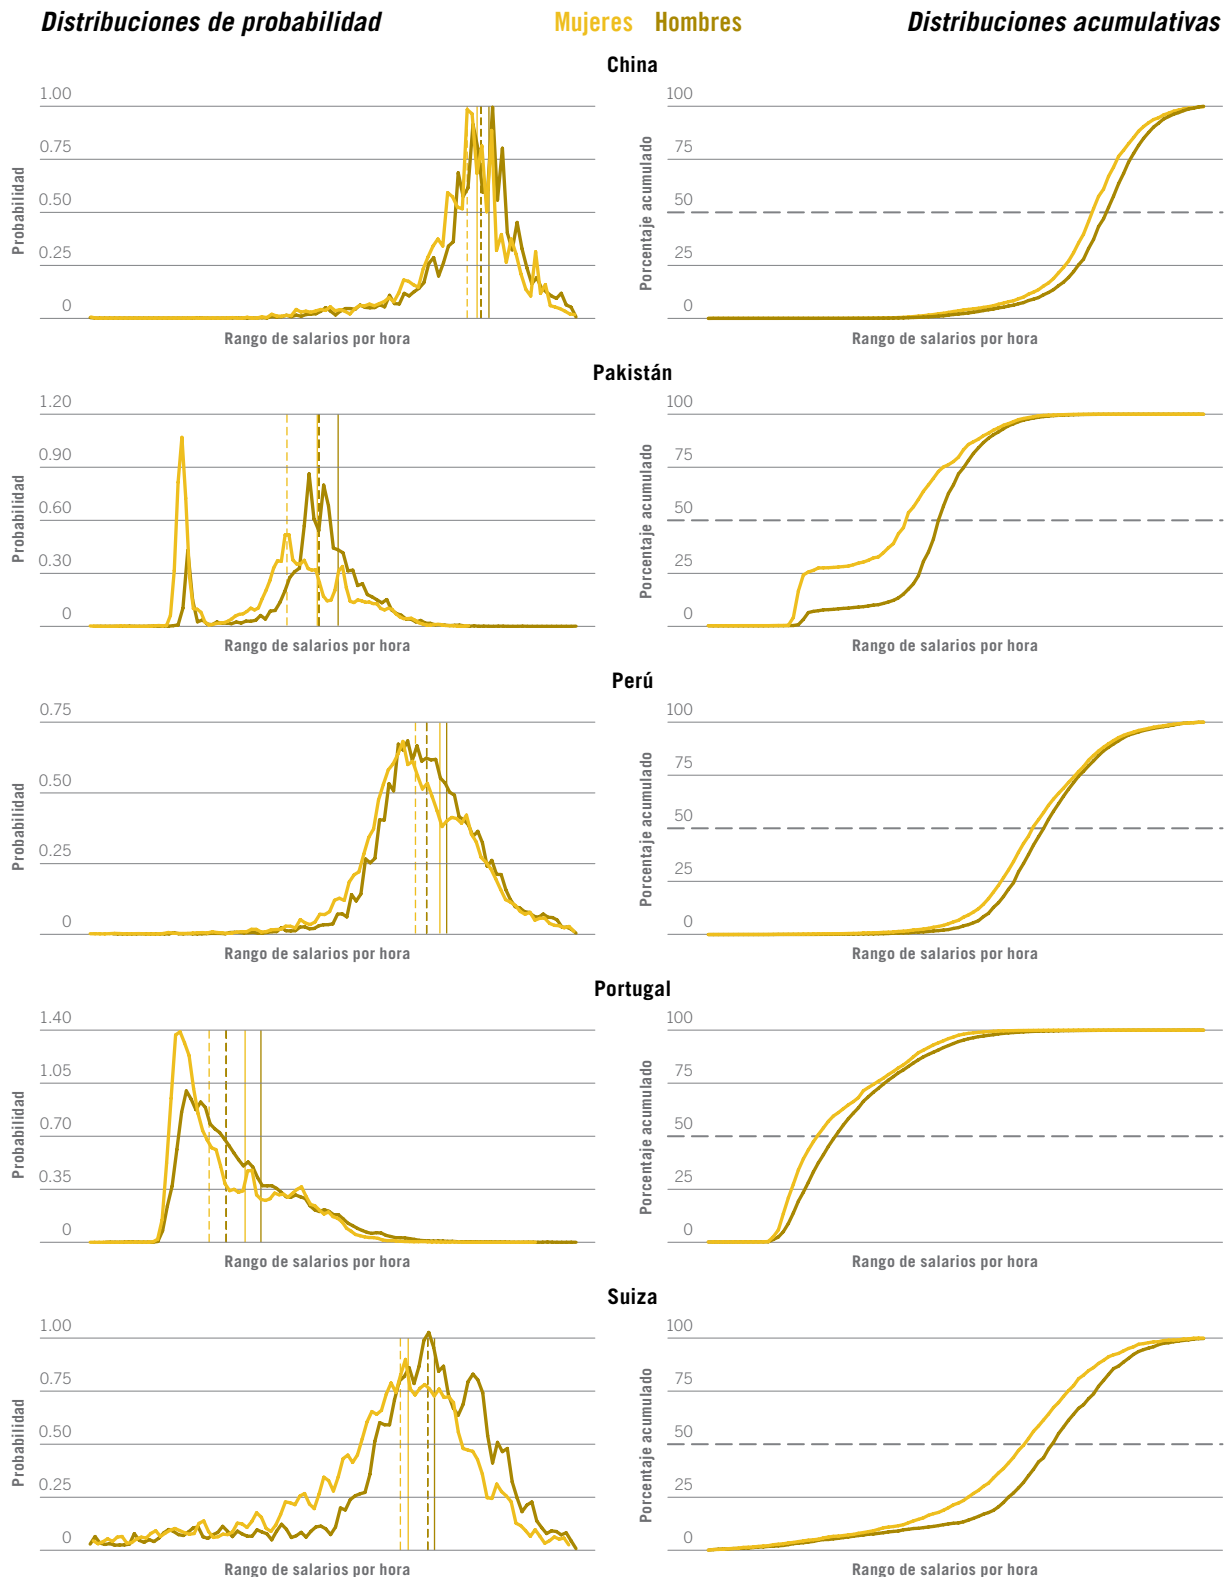 Distribuciones de probabilidad
Mujeres Hombres
Distribuciones acumulativas
China
Probabilidad
1.00
0.75
0.50
0.25
0
Rango de salarios por hora
Porcentaje acumulado
100
75
50
25
0
Rango de salarios por hora
Pakistán
Probabilidad
1.20
0.90
0.60
0.30
0
Rango de salarios por hora
Porcentaje acumulado
100
75
50
25
0
Rango de salarios por hora
Perú
Probabilidad
0.75
0.50
0.25
0
Rango de salarios por hora
Porcentaje acumulado
100
75
50
25
0
Rango de salarios por hora
Portugal
Probabilidad
1.40
1.05
0.70
0.35
0
Rango de salarios por hora
Porcentaje acumulado
100
75
50
25
0
Rango de salarios por hora
Suiza
Probabilidad
1.00
0.75
0.50
0.25
0
Rango de salarios por hora
Porcentaje acumulado
100
75
50
25
0
Rango de salarios por hora